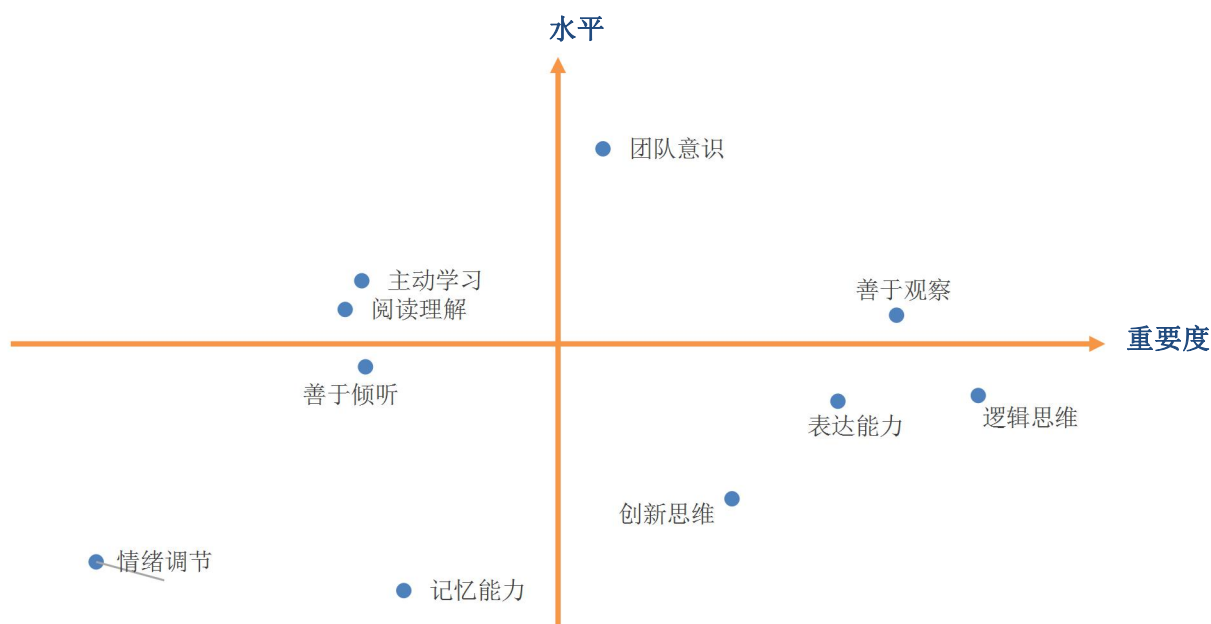 水平
团队意识
主动学习
阅读理解
善于观察
重要度
善于倾听
表达能力
逻辑思维
创新思维
情绪调节
记忆能力